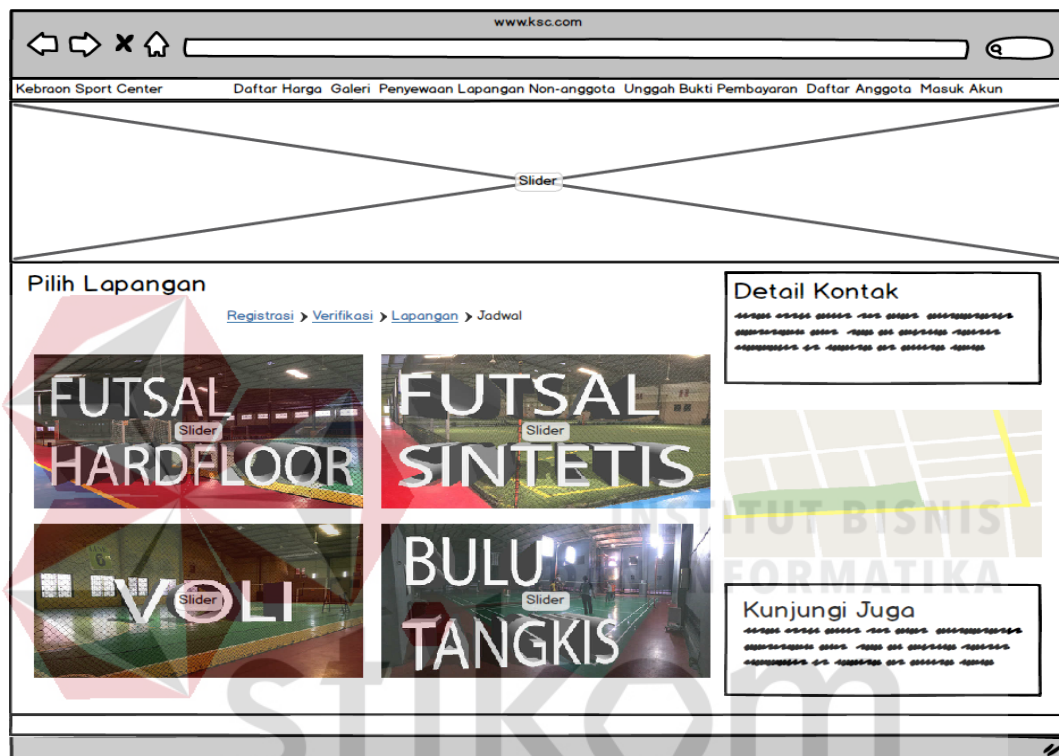 www.ksc.com
Kebraon Sport Center Daftar Harga Galeri Penyewaan Lapangan Non-anggota Unggah Bukti Pembayaran Daftar Anggota Masuk Akun
Slider
Pilih Lapangan
Registrasi > Verifikasi > Lapangan > Jadwal
FUTSAL
Slider
HARDFLOOR
FUTSAL
Slider
SINTETIS
VOLI
Slider
BULU
Slider
TANGKIS
Detail Kontak
INSTITUT BISNIS
INFORMATIKA
Kunjungi Juga
stikom